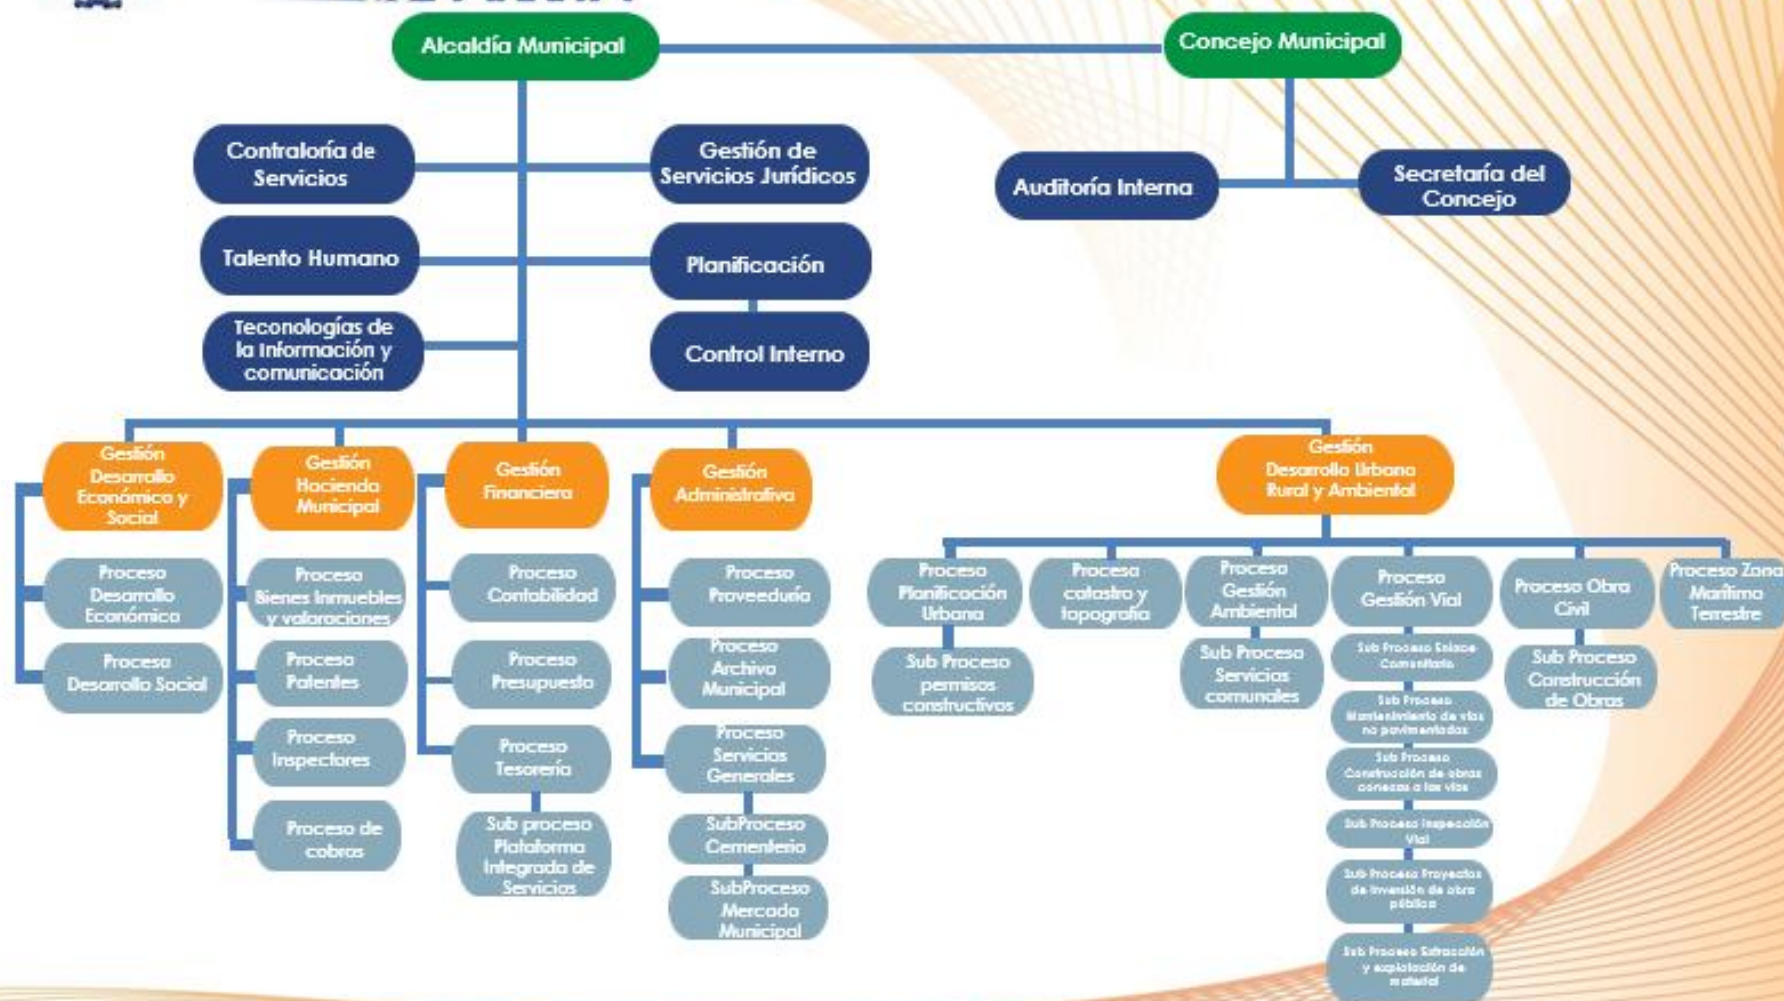 Alcaldía Municipal
Concejo Municipal
Contraloría de
Servicios
Gestión de
Servicios Jurídicos
Auditoría Interna
Secretaría del
Concejo
Talento Humano
Planificación
Teconologías de
la Información y
comunicación
Control Interno
Gestión
Desarrollo
Económico y
Social
Gestión
Hacienda
Municipal
Gestión
Financiera
Gestión
Administrativa
Gestión
Desarrollo Urbano
Rural y Ambiental
Proceso
Desarrollo
Económico
Proceso
Desarrollo Social
Proceso
Bienes Inmuebles
y valoraciones
Proceso
Patentes
Proceso
Inspectores
Proceso de
cobros
Proceso
Contabilidad
Proceso
Presupuesto
Proceso
Tesorería
Sub proceso
Plataforma
Integrada de
Servicios
Proceso
Proveeduría
Proceso
Archivo
Municipal
Proceso
Servicios
Generales
SubProceso
Cementerio
SubProceso
Mercado
Municipal
Proceso
Planificación
Urbana
Sub Proceso
permisos
constructivos
Proceso
catastro y
topografía
Proceso
Gestión
Ambiental
Sub Proceso
Servicios
comunales
Proceso
Gestión Vial
Sub Proceso Enlace
Comunitario
Sub Proceso
Mantenimiento de vías
no pavimentadas
Sub Proceso
Construcción de obras
conexas a las vías
Sub Proceso Inspección
Vial
Sub Proceso Proyectos
de inversión de obra
pública
Sub Proceso Extracción
y explotación de
material
Proceso Obra
Civil
Sub Proceso
Construcción
de Obras
Proceso Zona
Marítimo
Terrestre